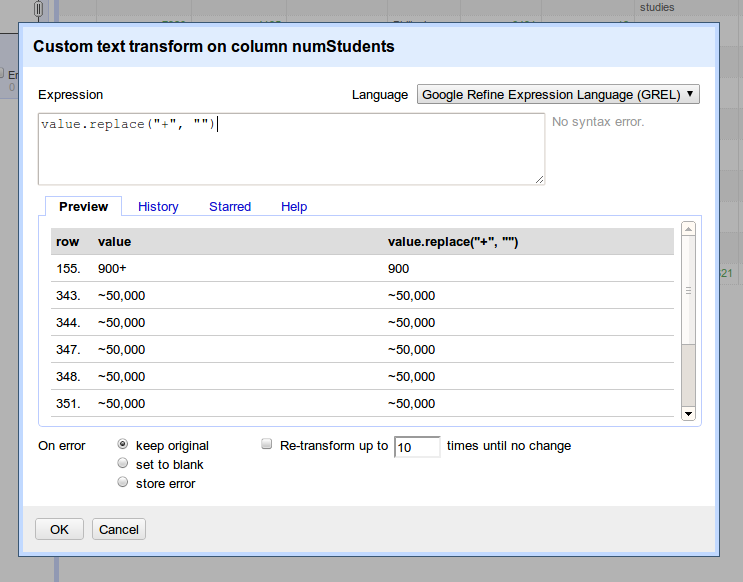 studies
Custom text transform on column numStudents
Expression Language Google Refine Expression Language (GREL)
value.replace("+", "") No syntax error.
Er
0
Preview History Starred Help
row value value.replace("+", "")
155. 900+ 900
21
343. ~50,000 ~50,000
344. ~50,000 ~50,000
347. ~50,000 ~50,000
348. ~50,000 ~50,000
351. ~50,000 ~50,000
On error keep original Re-transform up to 10 times until no change
set to blank
store error
OK Cancel